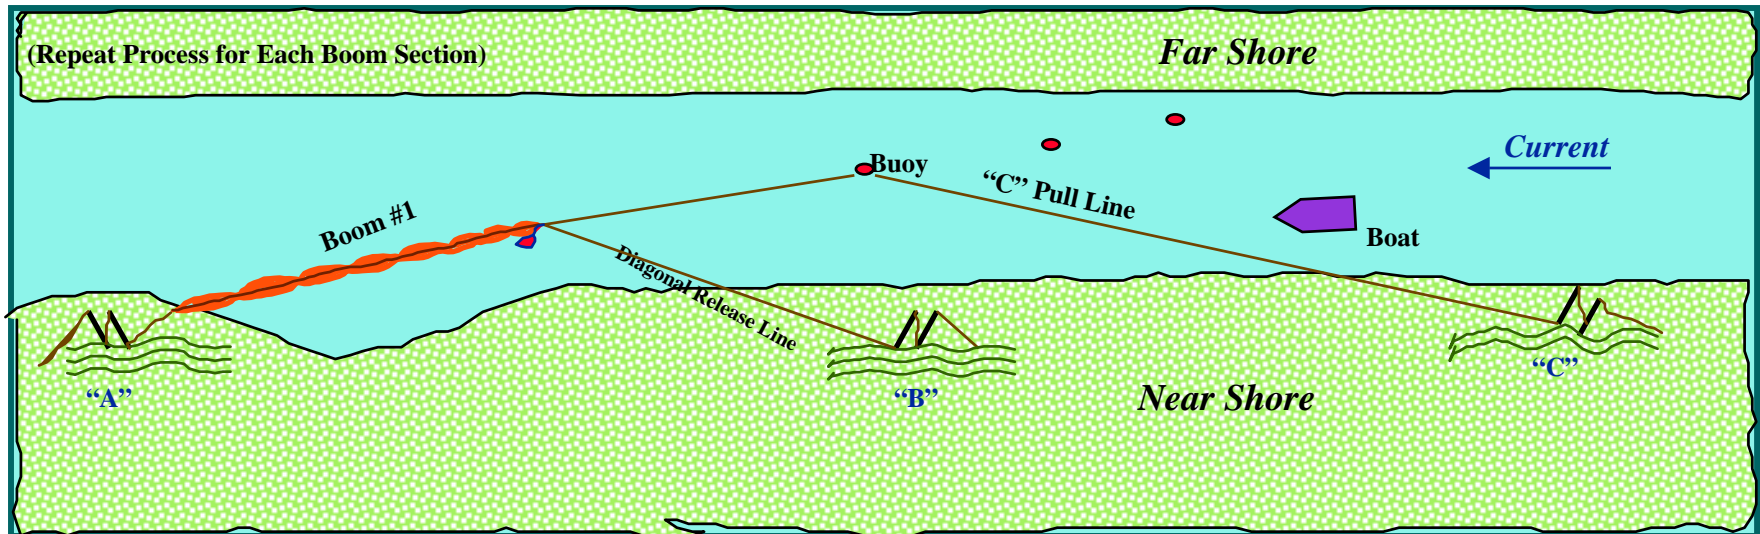 (Repeat Process for Each Boom Section)
Far Shore
Current
Buoy
“C” Pull Line
Boom #1
Boat
Diagonal Release Line
“A”
“B”
“C”
Near Shore